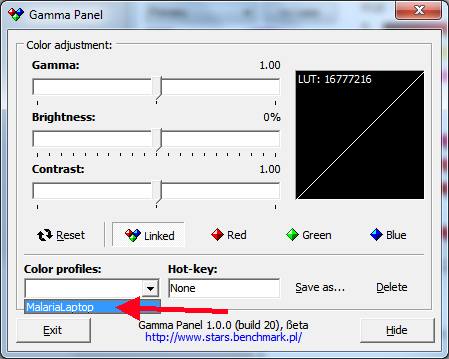 Gamma Panel
Color adjustment:
Gamma: 1.00
LUT: 16777216
Brightness: 0%
Contrast: 1.00
Reset Linked Red Green Blue
Color profiles: Hot-key:
None Save as... Delete
MalariaLaptop
Exit Gamma Panel 1.0.0 (build 20), ßeta Hide
http://www.stars.benchmark.pl/